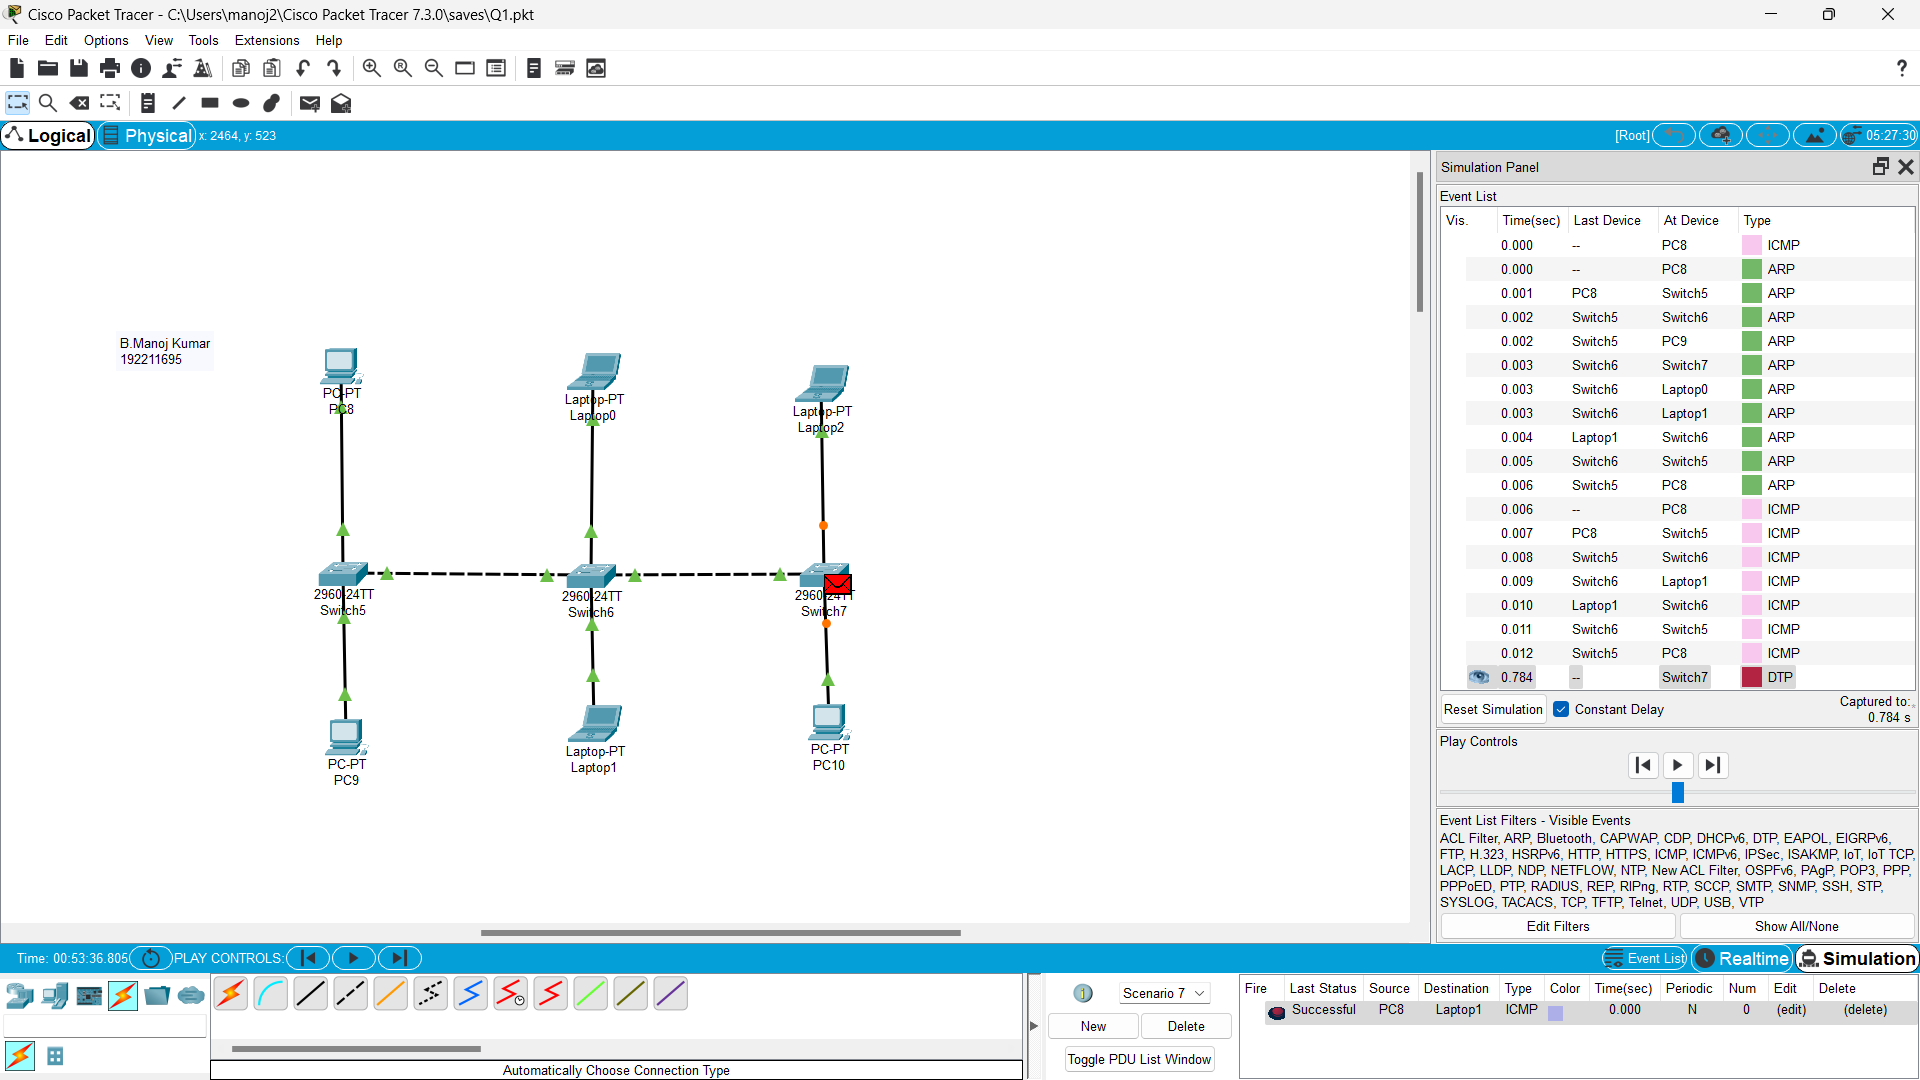 Cisco Packet Tracer - C:\Users\manoj2\Cisco Packet Tracer 7.3.0\saves\Q1.pkt
File Edit Options View Tools Extensions Help
?
Logical Physical x: 2464, y: 523 [Root] 05:27:30
B.Manoj Kumar
192211695
PC-PT
PC8
Laptop-PT
Laptop0
Laptop-PT
Laptop2
2960-24TT
Switch5
2960-24TT
Switch6
2960-24TT
Switch7
PC-PT
PC9
Laptop-PT
Laptop1
PC-PT
PC10
Simulation Panel
Event List
Vis. Time(sec) Last Device At Device Type
0.000 -- PC8 ICMP
0.000 -- PC8 ARP
0.001 PC8 Switch5 ARP
0.002 Switch5 Switch6 ARP
0.002 Switch5 PC9 ARP
0.003 Switch6 Switch7 ARP
0.003 Switch6 Laptop0 ARP
0.003 Switch6 Laptop1 ARP
0.004 Laptop1 Switch6 ARP
0.005 Switch6 Switch5 ARP
0.006 Switch5 PC8 ARP
0.006 -- PC8 ICMP
0.007 PC8 Switch5 ICMP
0.008 Switch5 Switch6 ICMP
0.009 Switch6 Laptop1 ICMP
0.010 Laptop1 Switch6 ICMP
0.011 Switch6 Switch5 ICMP
0.012 Switch5 PC8 ICMP
0.784 -- Switch7 DTP
Reset Simulation Constant Delay Captured to:
0.784 s
Play Controls
Event List Filters - Visible Events
ACL Filter, ARP, Bluetooth, CAPWAP, CDP, DHCPv6, DTP, EAPOL, EIGRPv6,
FTP, H.323, HSRPv6, HTTP, HTTPS, ICMP, ICMPv6, IPSec, ISAKMP, IoT, IoT TCP,
LACP, LLDP, NDP, NETFLOW, NTP, New ACL Filter, OSPFv6, PAgP, POP3, PPP,
PPPoED, PTP, RADIUS, REP, RIPng, RTP, SCCP, SMTP, SNMP, SSH, STP,
SYSLOG, TACACS, TCP, TFTP, Telnet, UDP, USB, VTP
Edit Filters Show All/None
Time: 00:53:36.805 PLAY CONTROLS: Event List Realtime Simulation
Automatically Choose Connection Type
Scenario 7
New Delete
Toggle PDU List Window
Fire Last Status Source Destination Type Color Time(sec) Periodic Num Edit Delete
Successful PC8 Laptop1 ICMP 0.000 N 0 (edit) (delete)